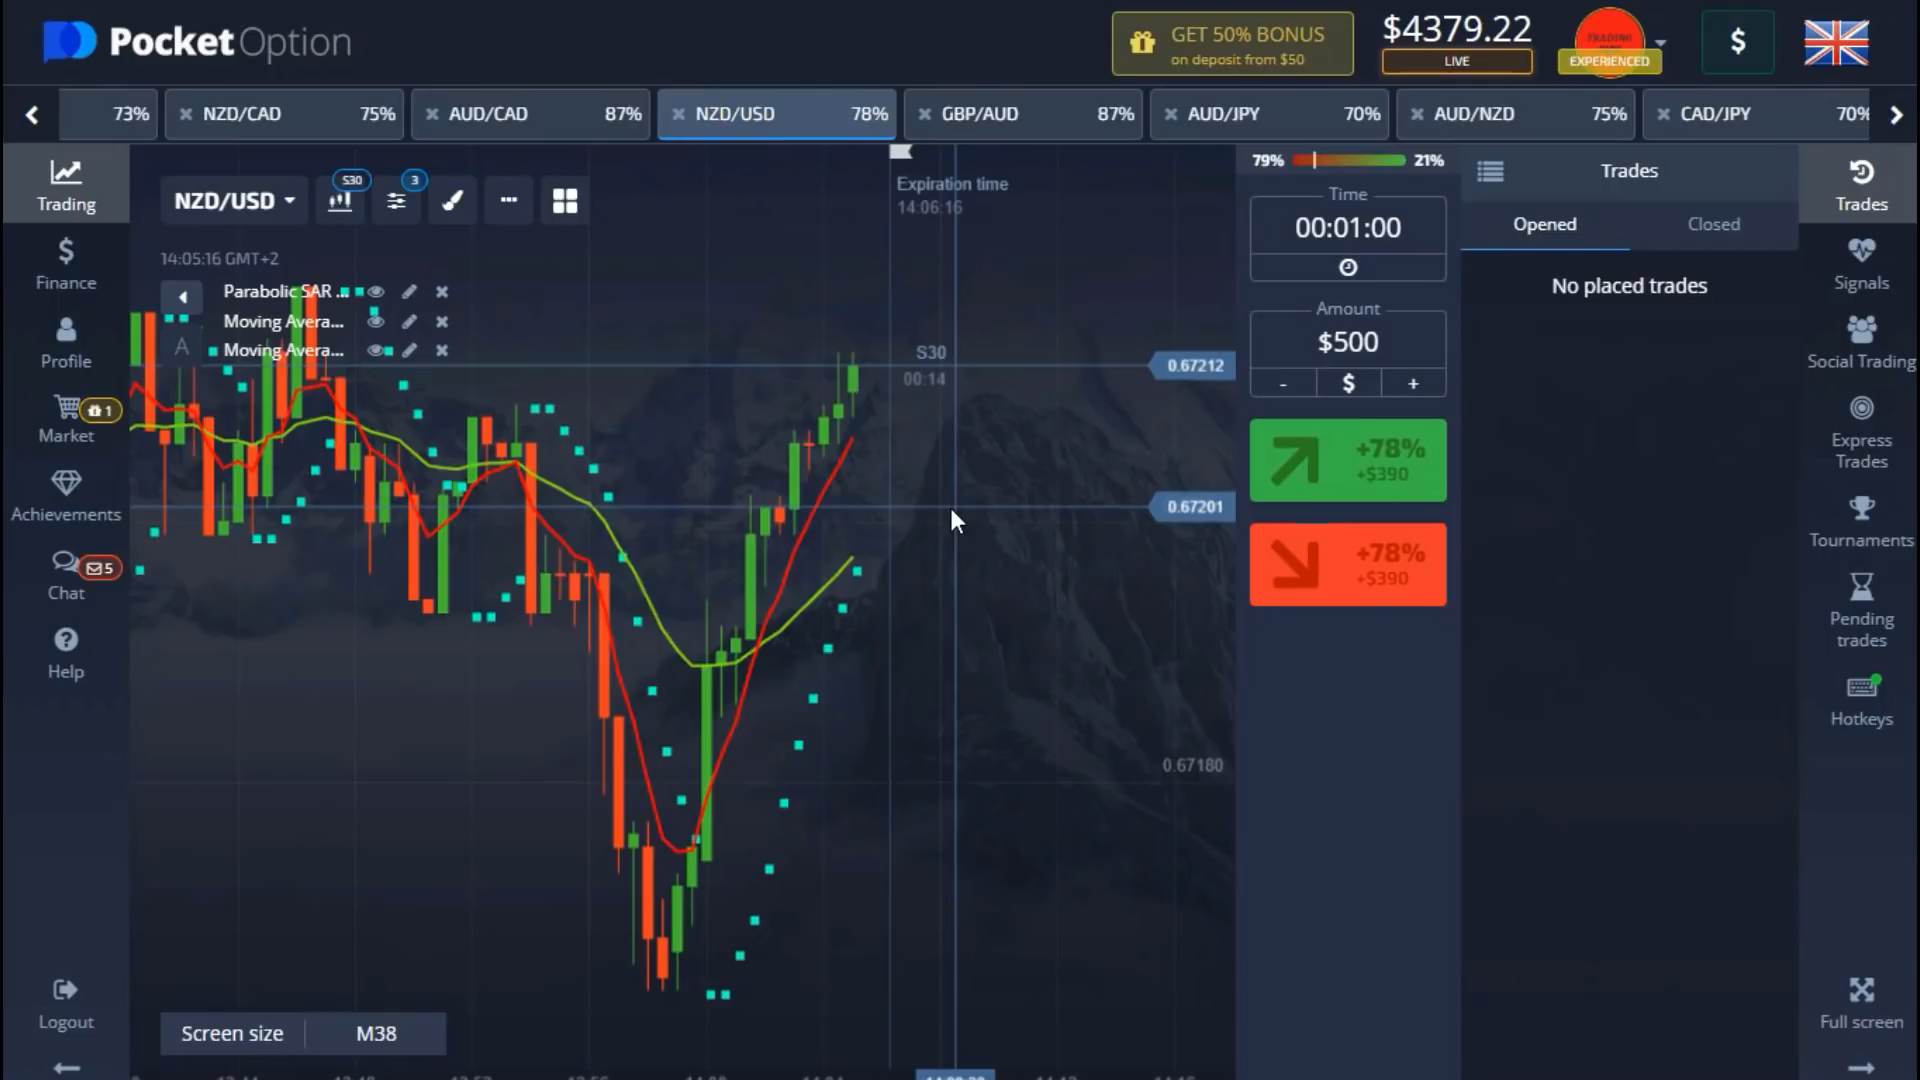 PocketOption
GET 50% BONUS
on deposit from $50
$4379.22
LIVE
EXPERIENCED
$
73%
NZD/CAD 75%
AUD/CAD 87%
NZD/USD 78%
GBP/AUD 87%
AUD/JPY 70%
AUD/NZD 75%
CAD/JPY 70%
Trading
Finance
Profile
Market
1
Achievements
Chat
5
Help
Logout
NZD/USD
S30
3
14:05:16 GMT+2
Parabolic SAR ...
Moving Avera...
A
Moving Avera...
Expiration time
14:06:16
S30
00:14
0.67212
0.67201
0.67180
Screen size M38
79% 21%
Time
00:01:00
Amount
$500
- $ +
+78%
+$390
+78%
+$390
Trades
Opened Closed
No placed trades
Trades
Signals
Social Trading
Express
Trades
Tournaments
Pending
trades
Hotkeys
Full screen